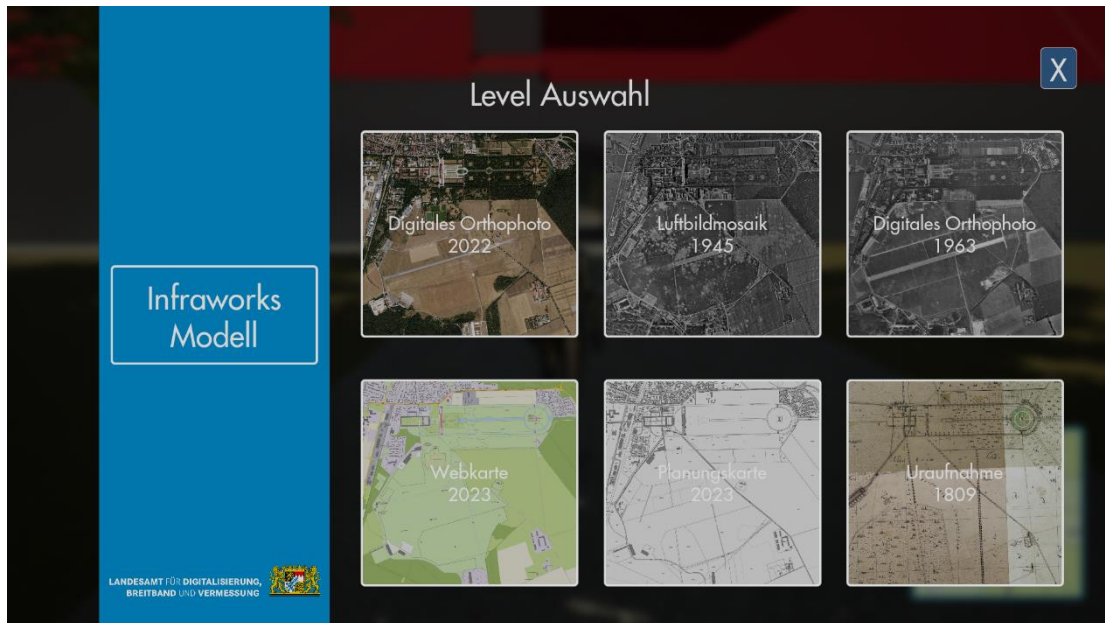 Level Auswahl
X
Digitales Orthophoto
2022
Luftbildmosaik
1945
Digitales Orthophoto
1963
Infraworks
Modell
Webkarte
2023
Planungskarte
2023
Uraufnahme
1809
LANDESAMT FÜR DIGITALISIERUNG,
BREITBAND UND VERMESSUNG